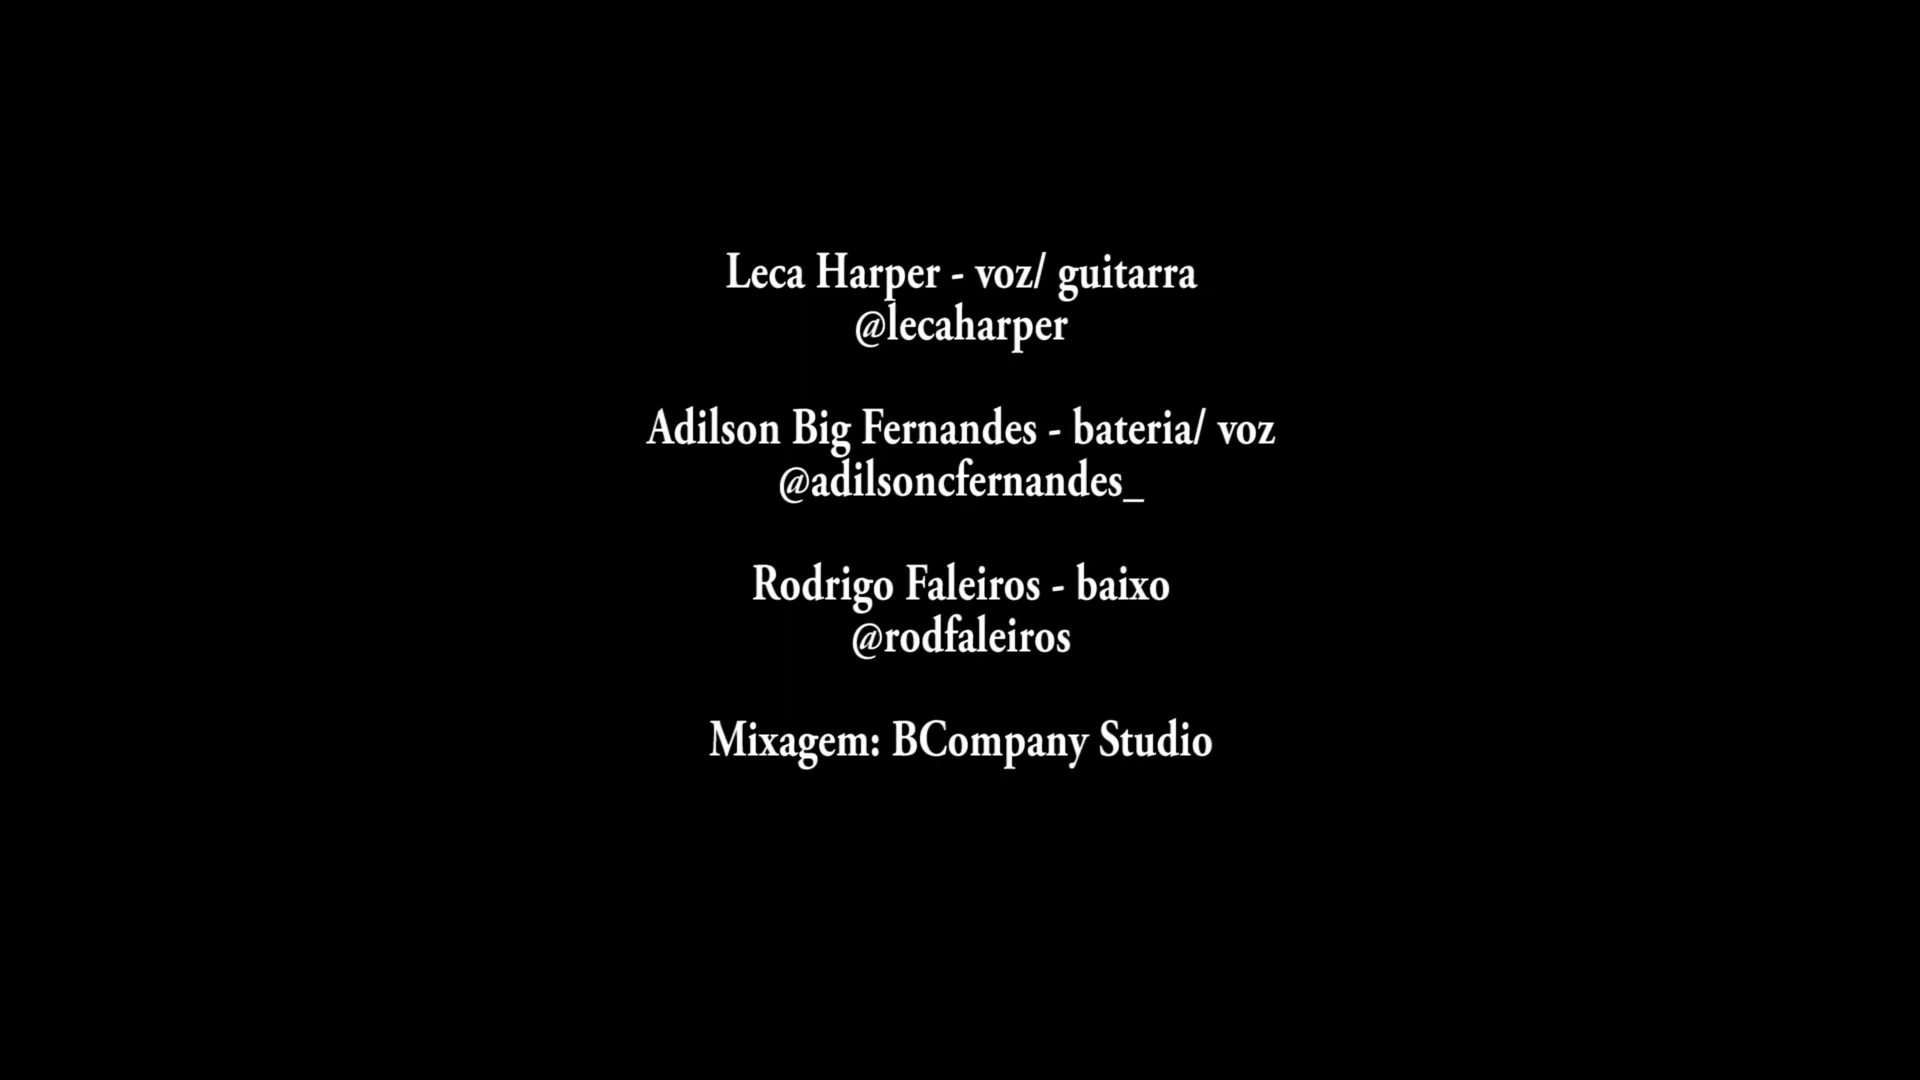 Leca Harper - voz/ guitarra
@lecaharper
Adilson Big Fernandes - bateria/ voz
@adilsoncfernandes_
Rodrigo Faleiros - baixo
@rodfaleiros
Mixagem: BCompany Studio